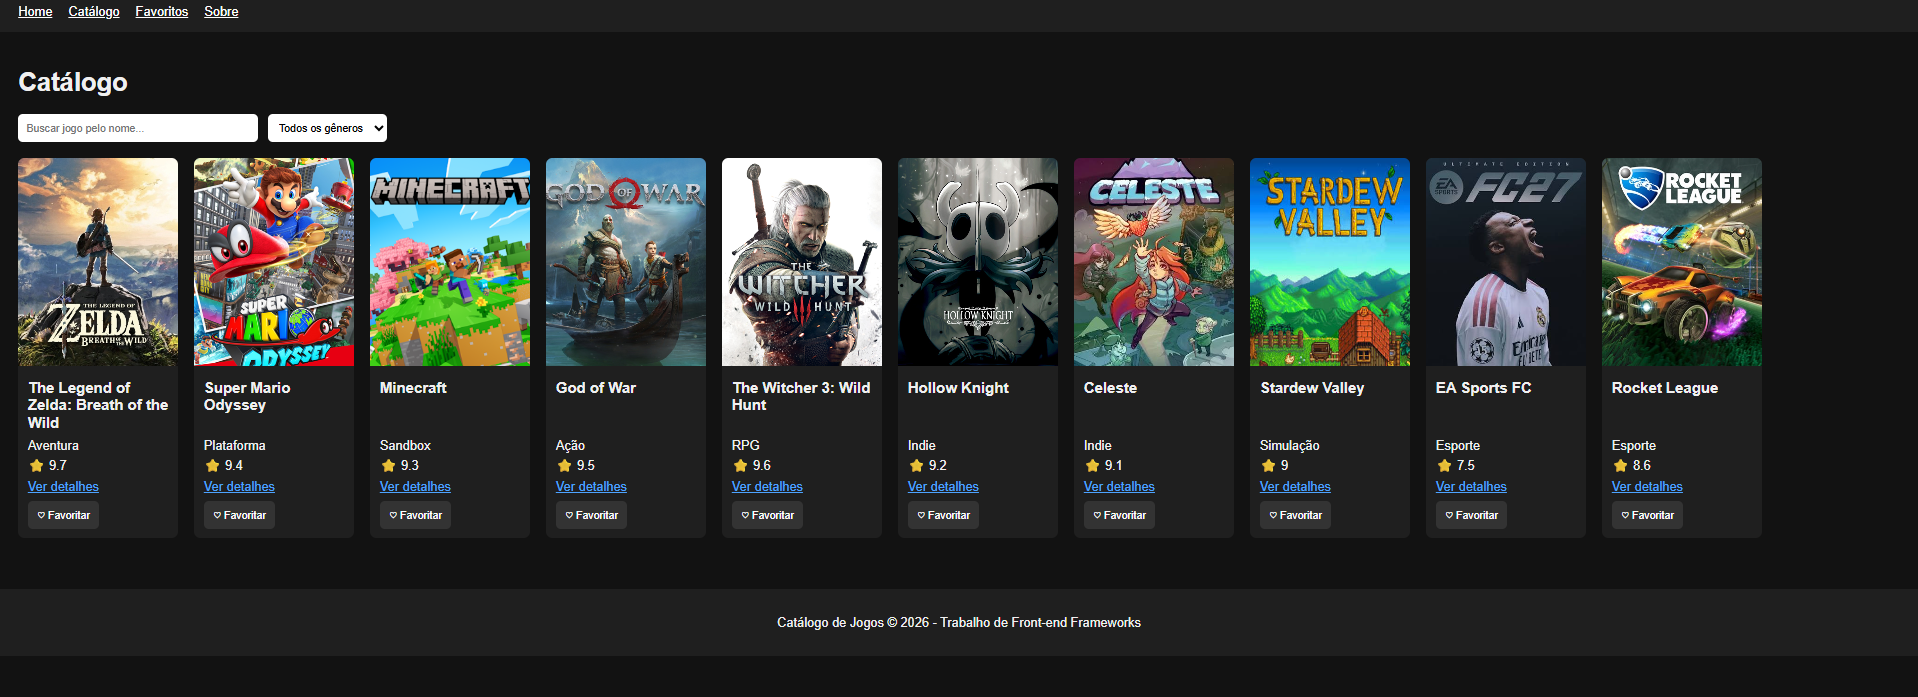 Home Catálogo Favoritos Sobre
Catálogo
Buscar jogo pelo nome...
Todos os gêneros
THE LEGEND OF
ZELDA
BREATH OF THE WILD
SUPER
MARIO
ODYSSEY
MINECRAFT
GOD OF WAR
THE
WITCHER
WILD HUNT
HOLLOW KNIGHT
CELESTE
STARDEW
VALLEY
ULTIMATE EDITION
EA
SPORTS
FC27
ROCKET
LEAGUE
The Legend of
Zelda: Breath of the
Wild
Aventura
9.7
Ver detalhes
♡ Favoritar
Super Mario
Odyssey
Plataforma
9.4
Ver detalhes
♡ Favoritar
Minecraft
Sandbox
9.3
Ver detalhes
♡ Favoritar
God of War
Ação
9.5
Ver detalhes
♡ Favoritar
The Witcher 3: Wild
Hunt
RPG
9.6
Ver detalhes
♡ Favoritar
Hollow Knight
Indie
9.2
Ver detalhes
♡ Favoritar
Celeste
Indie
9.1
Ver detalhes
♡ Favoritar
Stardew Valley
Simulação
9
Ver detalhes
♡ Favoritar
EA Sports FC
Esporte
7.5
Ver detalhes
♡ Favoritar
Rocket League
Esporte
8.6
Ver detalhes
♡ Favoritar
Catálogo de Jogos © 2026 - Trabalho de Front-end Frameworks